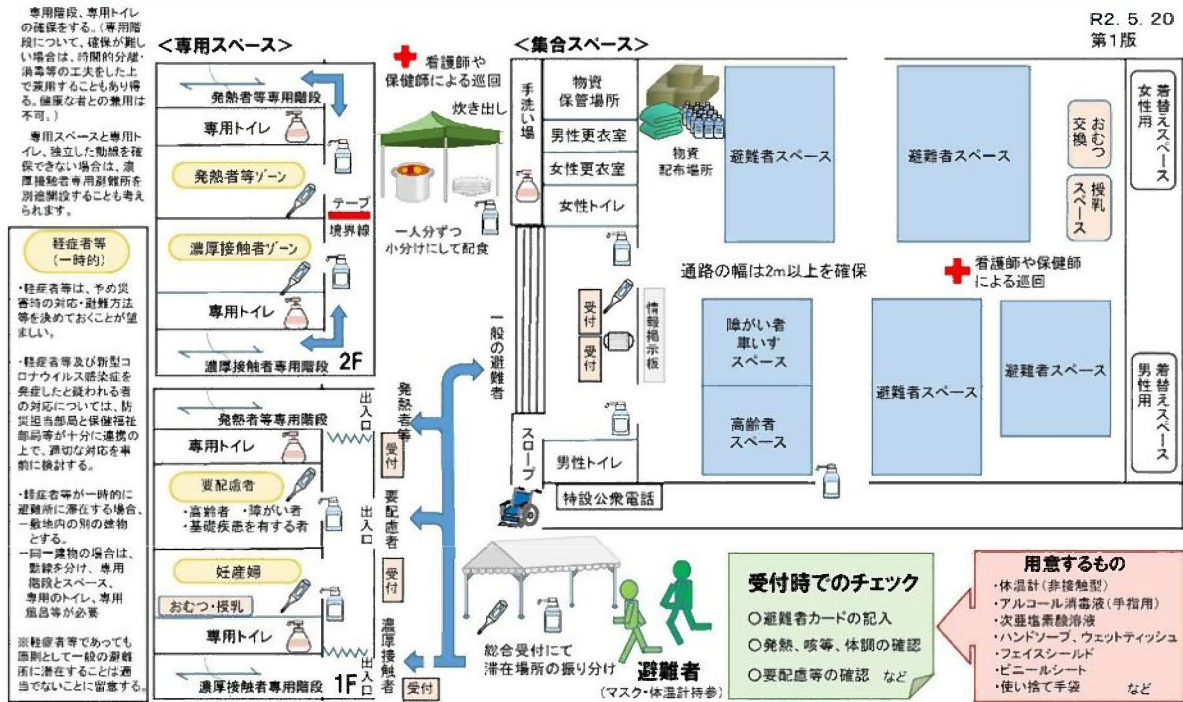 R2. 5. 20
第1版
専用階段、専用トイレ
の確保をする。（専用階
段について、確保が難し
い場合は、時間的分離・
消毒等の工夫をした上
で兼用することもあり得
る。健康な者との兼用は
不可。）
専用スペースと専用ト
イレ、独立した動線を確
保できない場合は、濃
厚接触者専用避難所を
別途開設することも考え
られます。
軽症者等
（一時的）
・軽症者等は、予め災
害時の対応・避難方法
等を決めておくことが望
ましい。
・軽症者等及び新型コ
ロナウイルス感染症を
発症したと疑われる者
の対応については、防
災担当部局と保健福祉
部局等が十分に連携の
上で、適切な対応を事
前に検討する。
・軽症者等が一時的に
避難所に滞在する場合、
―敷地内の別の建物
とする。
―同一建物の場合は、
動線を分け、専用
階段とスペース、
専用のトイレ、専用
風呂等が必要
※軽症者等であっても
原則として一般の避難
所に滞在することは適
当でないことに留意する。
＜専用スペース＞
発熱者等専用階段
専用トイレ
発熱者等ゾーン
テープ
境界線
濃厚接触者ゾーン
専用トイレ
濃厚接触者専用階段
2F
発熱者等専用階段
専用トイレ
要配慮者
・高齢者 ・障がい者
・基礎疾患を有する者
妊産婦
おむつ・授乳
専用トイレ
濃厚接触者専用階段
1F
出入口
出入口
出入口
発熱者等
受付
要配慮者
受付
濃厚接触者
受付
看護師や
保健師による巡回
炊き出し
一人分ずつ
小分けにして配食
一般の避難者
＜集合スペース＞
手洗い場
物資
保管場所
男性更衣室
女性更衣室
女性トイレ
物資
配布場所
受付
受付
情報掲示板
スロープ
男性トイレ
特設公衆電話
避難者スペース
避難者スペース
通路の幅は2m以上を確保
看護師や保健師
による巡回
障がい者
車いす
スペース
高齢者
スペース
避難者スペース
避難者スペース
おむつ
交換
授乳
スペース
着替えスペース
女性用
着替えスペース
男性用
総合受付にて
滞在場所の振り分け
避難者
（マスク・体温計持参）
受付時でのチェック
○避難者カードの記入
○発熱、咳等、体調の確認
○要配慮等の確認 など
用意するもの
・体温計（非接触型）
・アルコール消毒液（手指用）
・次亜塩素酸溶液
・ハンドソープ、ウェットティッシュ
・フェイスシールド
・ビニールシート
・使い捨て手袋 など